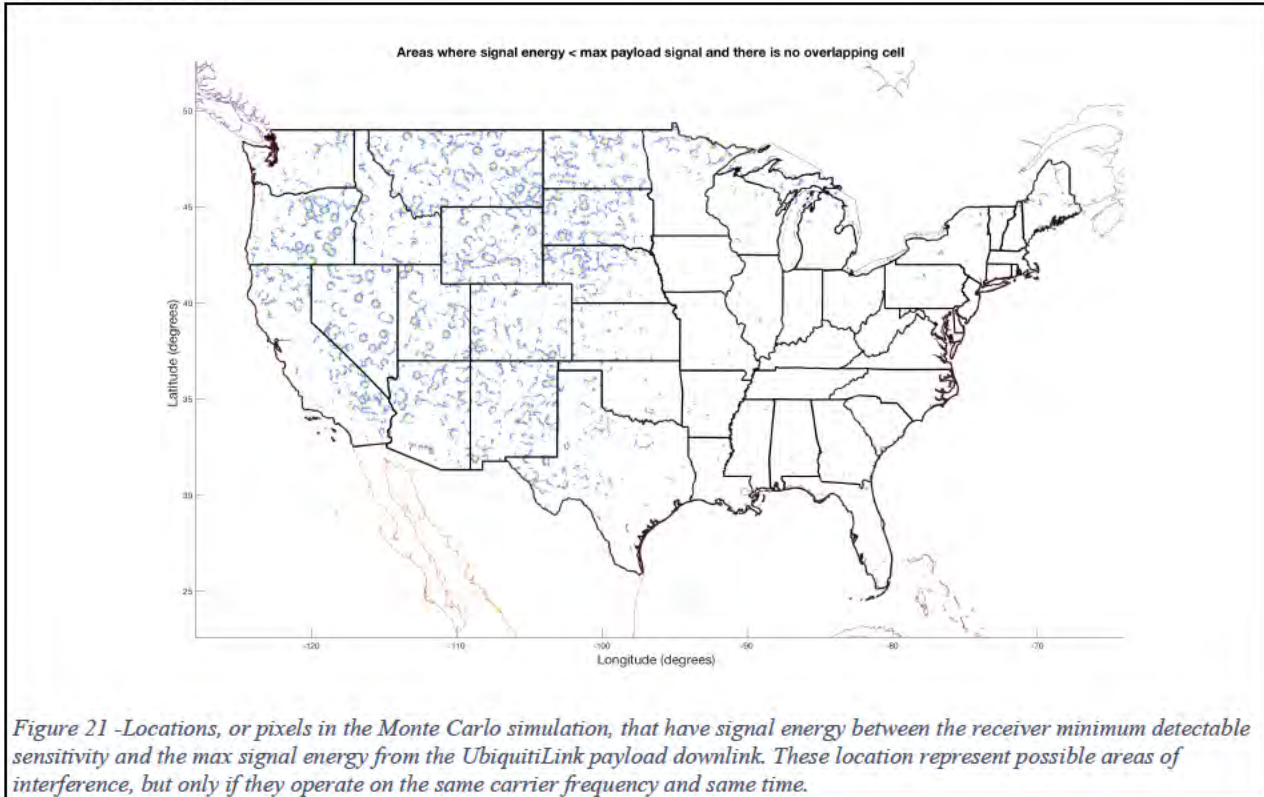 Areas where signal energy < max payload signal and there is no overlapping cell
50
45
40
35
30
25
Latitude (degrees)
-120
-110
-100
-90
-80
-70
Longitude (degrees)
Figure 21 -Locations, or pixels in the Monte Carlo simulation, that have signal energy between the receiver minimum detectable
sensitivity and the max signal energy from the UbiquitiLink payload downlink. These location represent possible areas of
interference, but only if they operate on the same carrier frequency and same time.